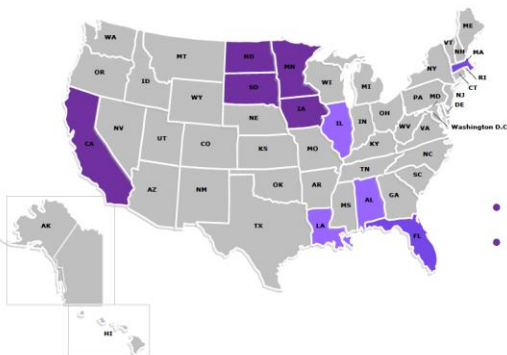 WA
ME
MT
ND
VT
NH
MA
OR
MN
ID
SD
WI
NY
MI
RI
CT
WY
IA
PA
NJ
NE
OH
MD
DE
NV
IL
IN
UT
WV
VA
Washington D.C
CA
CO
KS
MO
KY
NC
TN
AZ
NM
OK
AR
SC
MS
AL
GA
TX
LA
FL
AK
HI